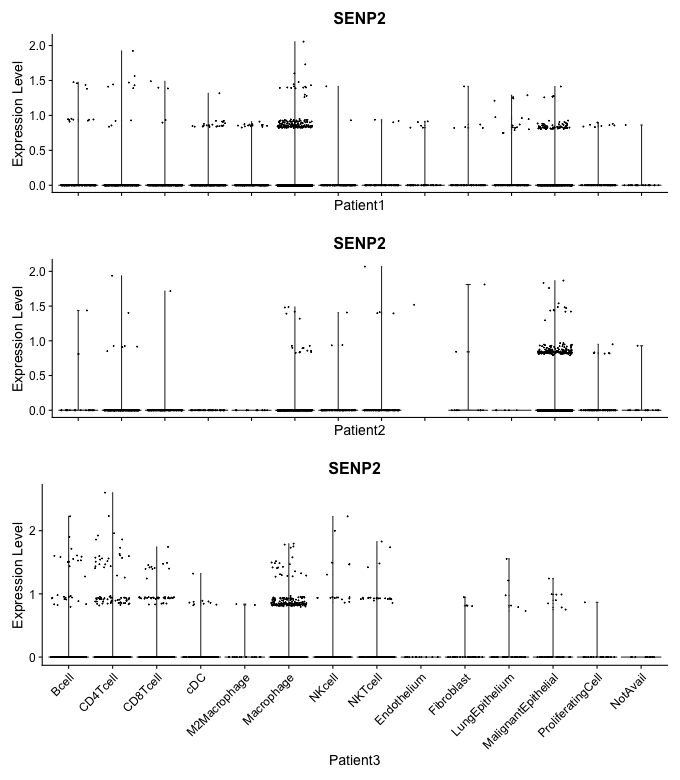 SENP2
Expression Level
2.0
1.5
1.0
0.5
0.0
Patient1
SENP2
Expression Level
2.0
1.5
1.0
0.5
0.0
Patient2
SENP2
Expression Level
2
1
0
Bcell
CD4Tcell
CD8Tcell
cDC
M2Macrophage
Macrophage
NKcell
NKTcell
Endothelium
Fibroblast
LungEpithelium
MalignantEpithelial
ProliferatingCell
NotAvail
Patient3